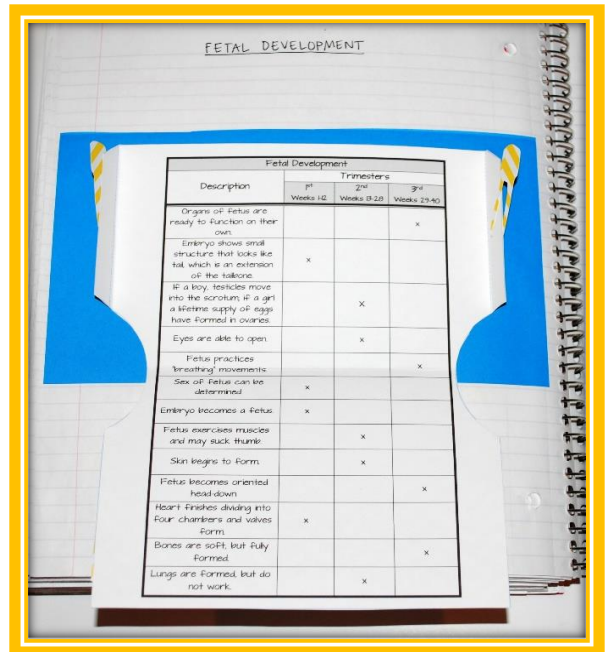 FETAL DEVELOPMENT
Fetal Development
Description
Trimesters
1st
Weeks 1-12
2nd
Weeks 13-28
3rd
Weeks 29-40
Organs of fetus are
ready to function on their
own.
x
Embryo shows small
structure that looks like
tail, which is an extension
of the tailbone.
x
If a boy, testicles move
into the scrotum; if a girl
a lifetime supply of eggs
have formed in ovaries.
x
Eyes are able to open.
x
Fetus practices
"breathing" movements.
x
Sex of fetus can be
determined
x
Embryo becomes a fetus.
x
Fetus exercises muscles
and may suck thumb.
x
Skin begins to form.
x
Fetus becomes oriented
head-down
x
Heart finishes dividing into
four chambers and valves
form.
x
Bones are soft, but fully
formed.
x
Lungs are formed, but do
not work.
x